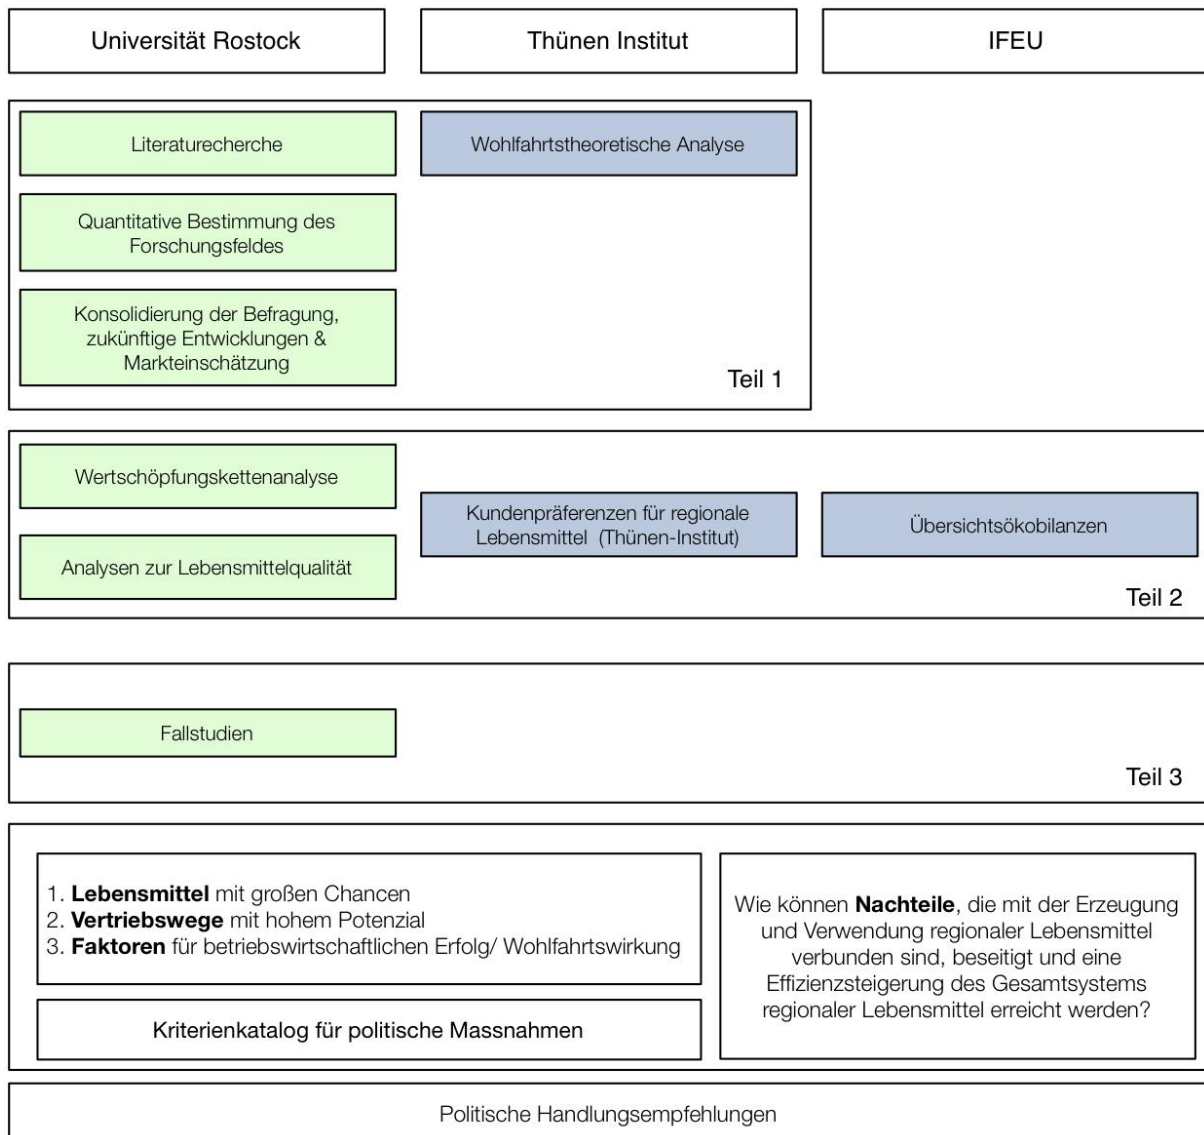 Universität Rostock
Thünen Institut
IFEU
Literaturecherche
Wohlfahrtstheoretische Analyse
Quantitative Bestimmung des
Forschungsfeldes
Konsolidierung der Befragung,
zukünftige Entwicklungen &
Markteinschätzung
Teil 1
Wertschöpfungskettenanalyse
Analysen zur Lebensmittelqualität
Kundenpräferenzen für regionale
Lebensmittel (Thünen-Institut)
Übersichtsökobilanzen
Teil 2
Fallstudien
Teil 3
1. Lebensmittel mit großen Chancen
2. Vertriebswege mit hohem Potenzial
3. Faktoren für betriebswirtschaftlichen Erfolg/ Wohlfahrtswirkung
Kriterienkatalog für politische Massnahmen
Wie können Nachteile, die mit der Erzeugung
und Verwendung regionaler Lebensmittel
verbunden sind, beseitigt und eine
Effizienzsteigerung des Gesamtsystems
regionaler Lebensmittel erreicht werden?
Politische Handlungsempfehlungen